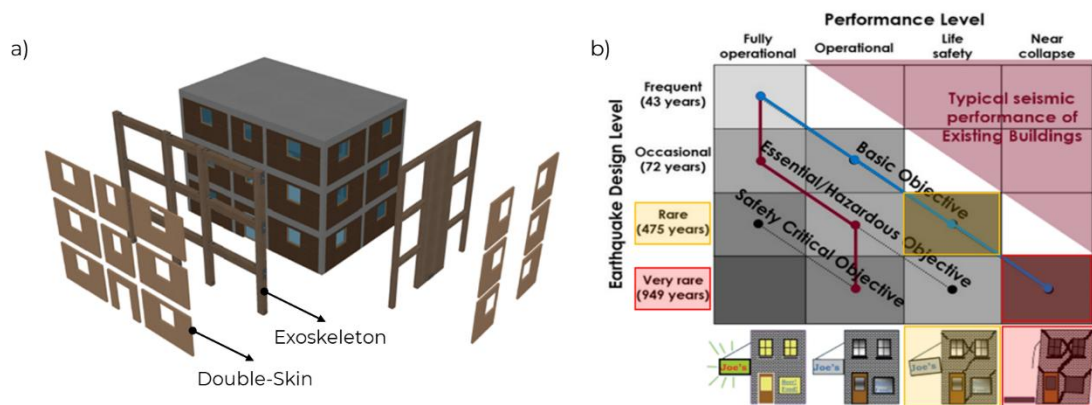 a)
Exoskeleton
Double-Skin
b)
Performance Level
Fully
operational
Operational
Life
safety
Near
collapse
Earthquake Design Level
Frequent
(43 years)
Occasional
(72 years)
Rare
(475 years)
Very rare
(949 years)
Typical seismic
performance of
Existing Buildings
Basic Objective
Essential/Hazardous Objective
Safety Critical Objective
Joe's
Joe's
Joe's